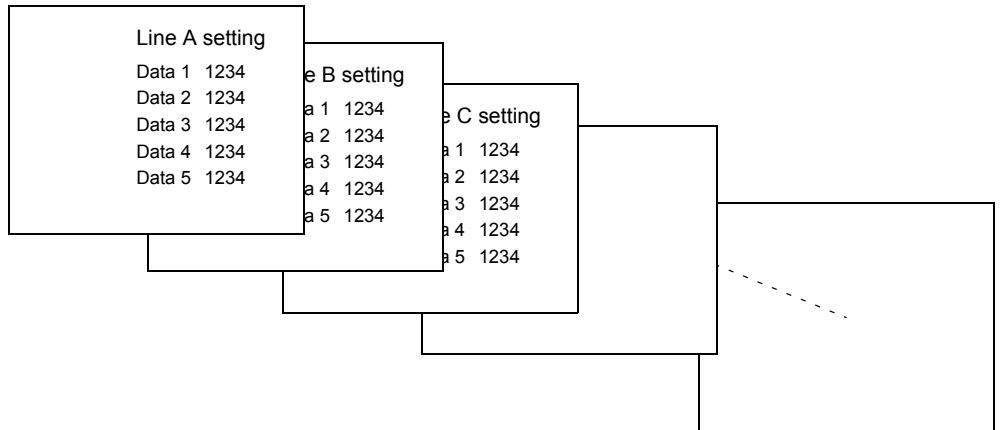 Line A setting
Data 1 1234
Data 2 1234
Data 3 1234
Data 4 1234
Data 5 1234
e B setting
a 1 1234
a 2 1234
a 3 1234
a 4 1234
a 5 1234
e C setting
a 1 1234
a 2 1234
a 3 1234
a 4 1234
a 5 1234